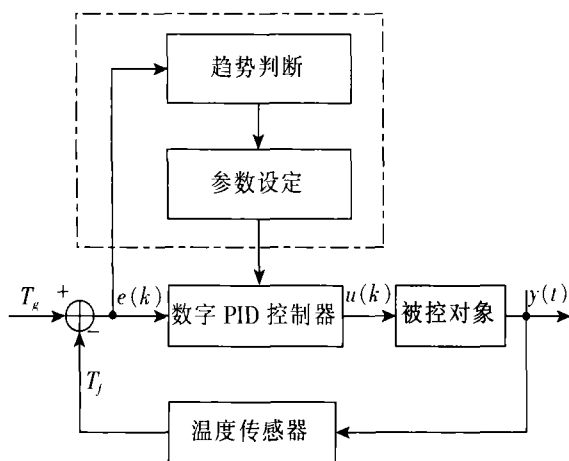 趋势判断
参数设定
T_g
+
e(k)
数字 PID 控制器
u(k)
被控对象
y(t)
−
T_f
温度传感器